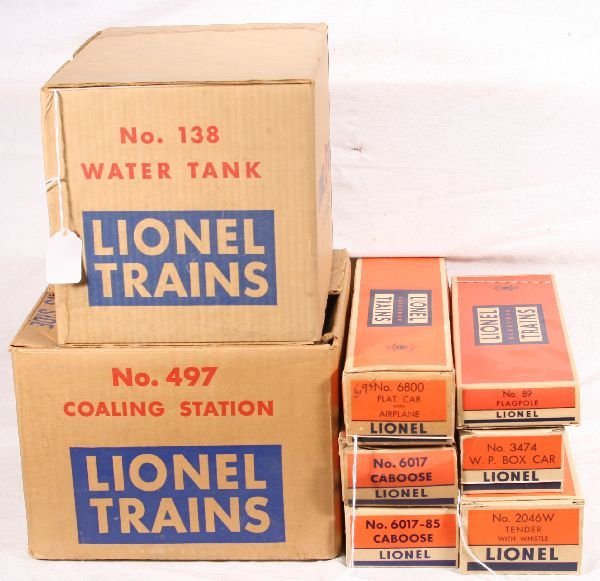 No. 138
WATER TANK
LIONEL
TRAINS
SIDE
No. 497
COALING STATION
LIONEL
TRAINS
LIONEL
TRAINS
No. 6800
FLAT CAR
WITH
AIRPLANE
LIONEL
LIONEL
TRAINS
No. 89
FLAGPOLE
LIONEL
No. 6017
CABOOSE
LIONEL
No. 3474
W. P. BOX CAR
LIONEL
No. 6017-85
CABOOSE
LIONEL
No. 2046W
TENDER
WITH WHISTLE
LIONEL